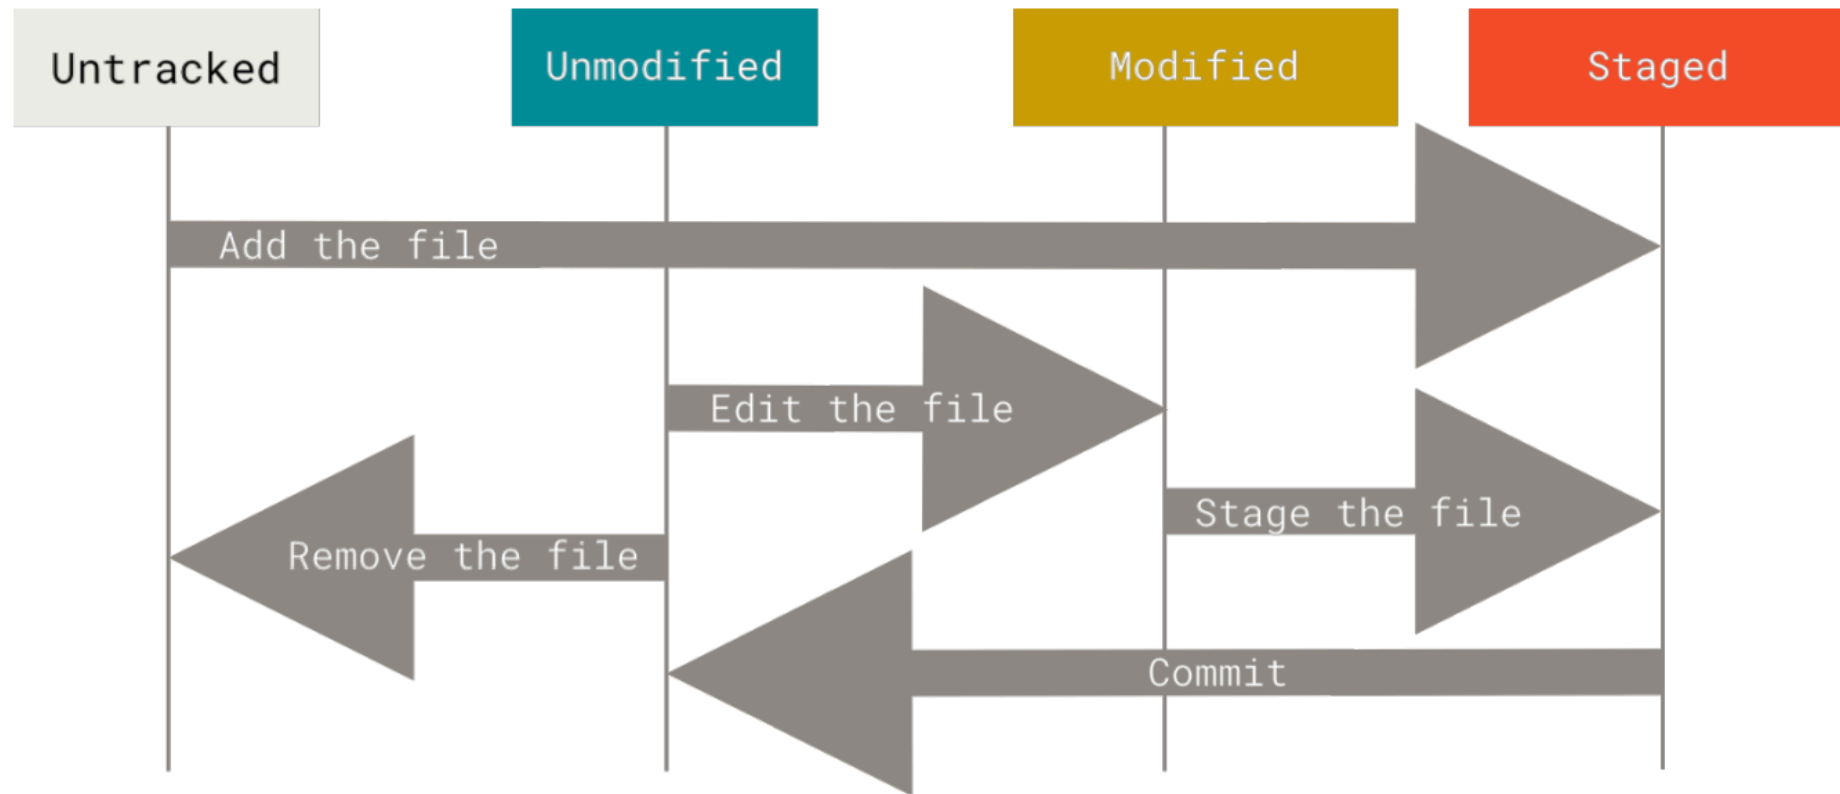 Untracked
Unmodified
Modified
Staged
Add the file
Edit the file
Stage the file
Remove the file
Commit